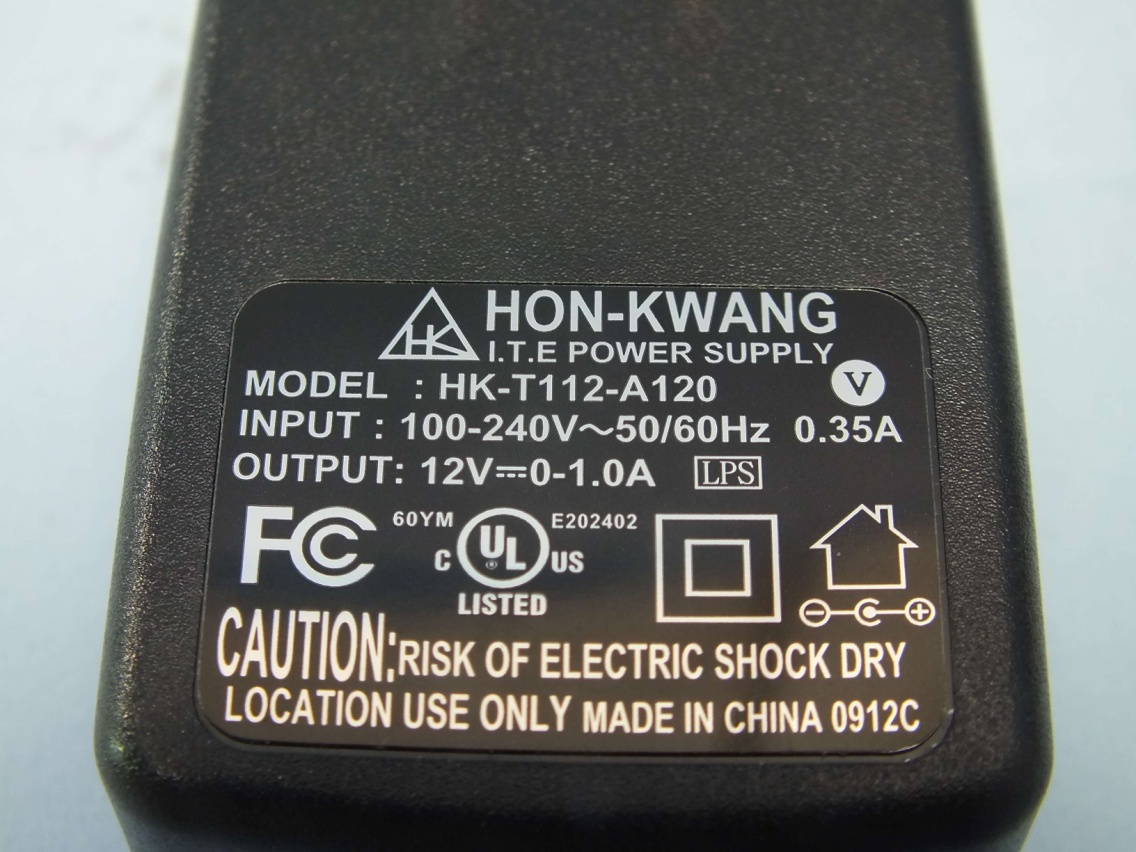 HK HON-KWANG
I.T.E POWER SUPPLY
MODEL : HK-T112-A120 V
INPUT : 100-240V~50/60Hz 0.35A
OUTPUT: 12V⎓0-1.0A LPS
FC 60YM C UL ® US E202402
LISTED
- C +
CAUTION: RISK OF ELECTRIC SHOCK DRY
LOCATION USE ONLY MADE IN CHINA 0912C